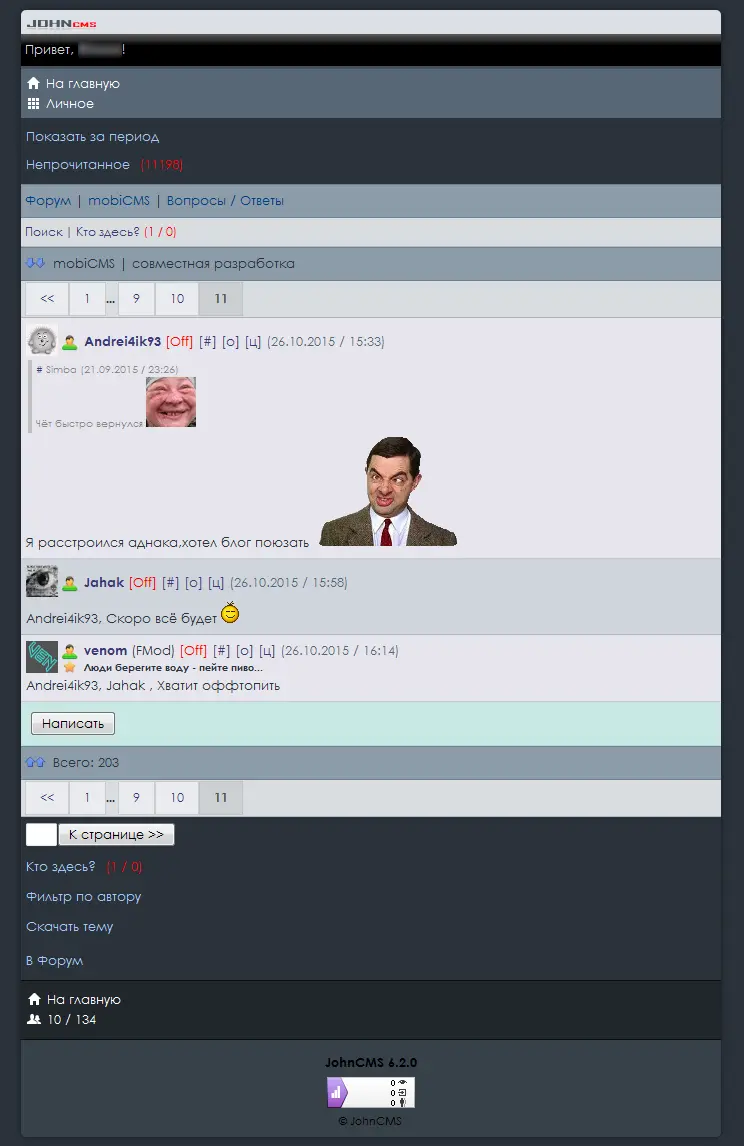 JOHNCMS
Привет, !
На главную
Личное
Показать за период
Непрочитанное (11198)
Форум | mobiCMS | Вопросы / Ответы
Поиск | Кто здесь? (1 / 0)
mobiCMS | совместная разработка
<< 1 ... 9 10 11
Andrei4ik93 [Off] [#] [о] [ц] (26.10.2015 / 15:33)
# Simba (21.09.2015 / 23:26)
Чёт быстро вернулся
Я расстроился аднака,хотел блог поюзать
Jahak [Off] [#] [о] [ц] (26.10.2015 / 15:58)
Andrei4ik93, Скоро всё будет
VEN
venom (FMod) [Off] [#] [о] [ц] (26.10.2015 / 16:14)
Люди берегите воду - пейте пиво...
Andrei4ik93, Jahak , Хватит оффтопить
Написать
Всего: 203
<< 1 ... 9 10 11
К странице >>
Кто здесь? (1 / 0)
Фильтр по автору
Скачать тему
В Форум
На главную
10 / 134
JohnCMS 6.2.0
0
0
0
© JohnCMS